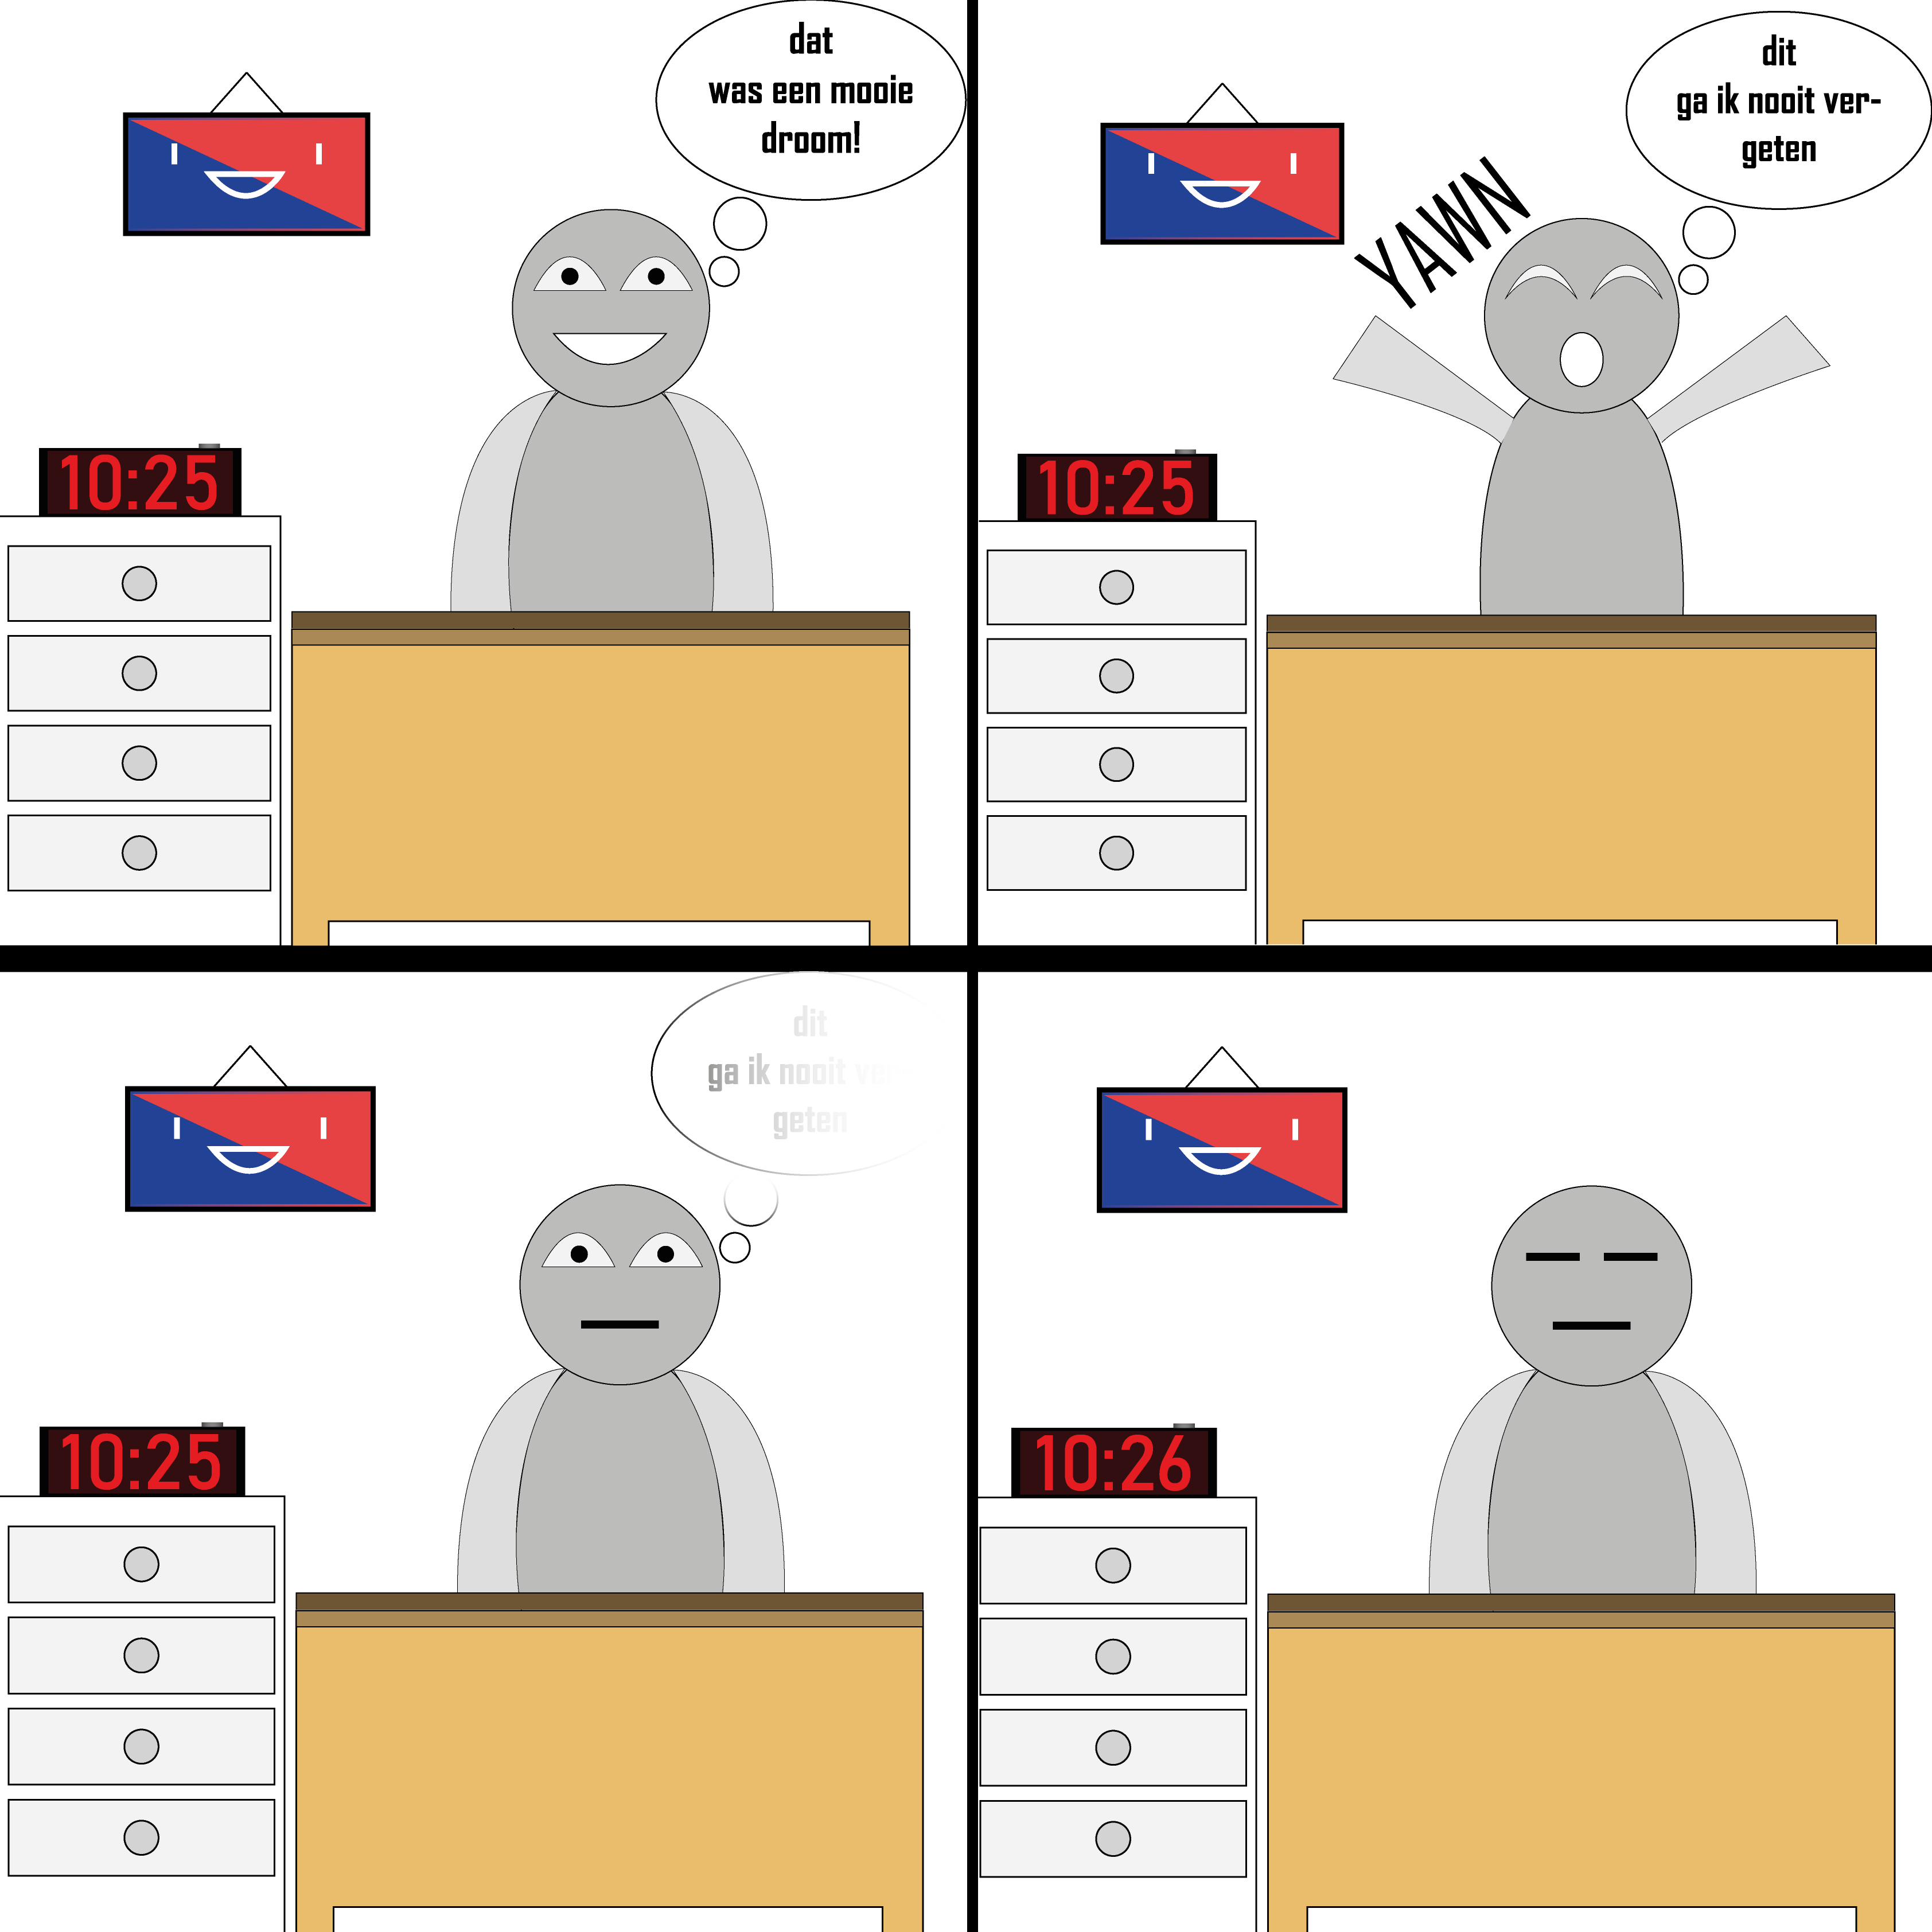 dat
was een mooie
droom!
10:25
dit
ga ik nooit ver-
geten
YAWN
10:25
dit
ga ik nooit ver
geten
10:25
10:26